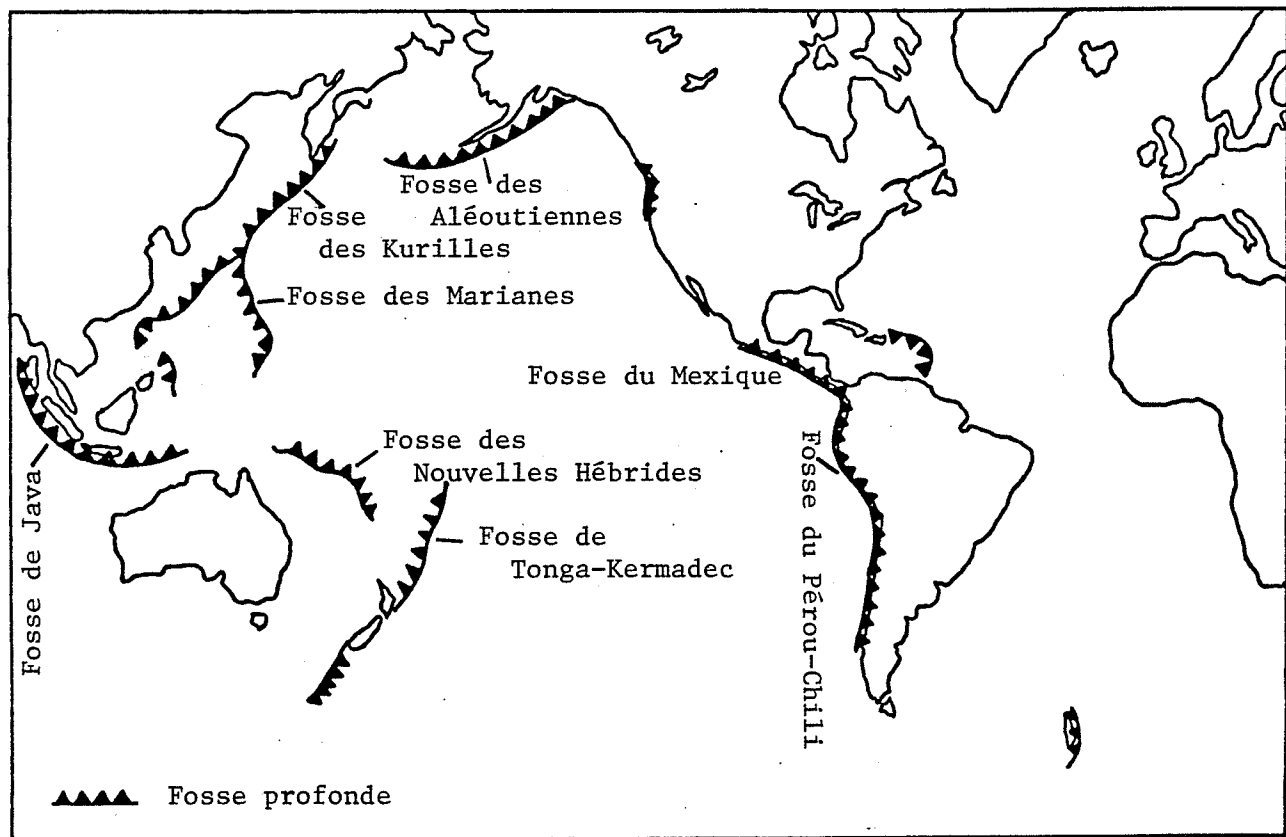 Fosse des
Aléoutiennes
Fosse
des Kurilles
Fosse des Marianes
Fosse du Mexique
Fosse des
Nouvelles Hébrides
Fosse de
Tonga-Kermadec
Fosse de Java
Fosse du Pérou-Chili
Fosse profonde